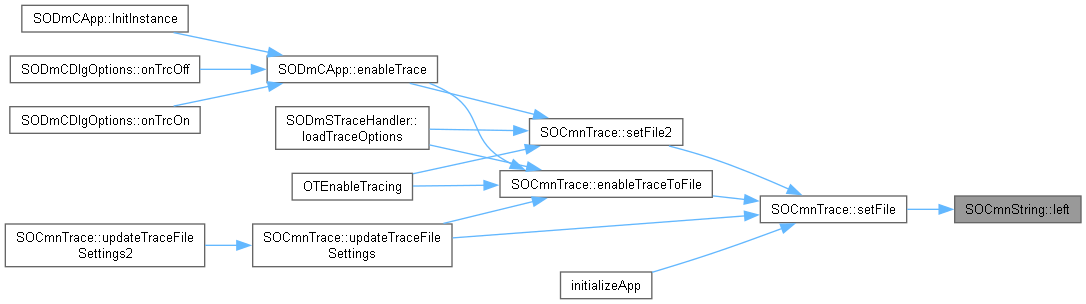 SODmCApp::InitInstance
SODmCDlgOptions::onTrcOff
SODmCApp::enableTrace
SODmCDlgOptions::onTrcOn
SODmSTraceHandler::
loadTraceOptions
SOCmnTrace::setFile2
OTEnableTracing
SOCmnTrace::enableTraceToFile
SOCmnTrace::setFile
SOCmnString::left
SOCmnTrace::updateTraceFile
Settings2
SOCmnTrace::updateTraceFile
Settings
initializeApp